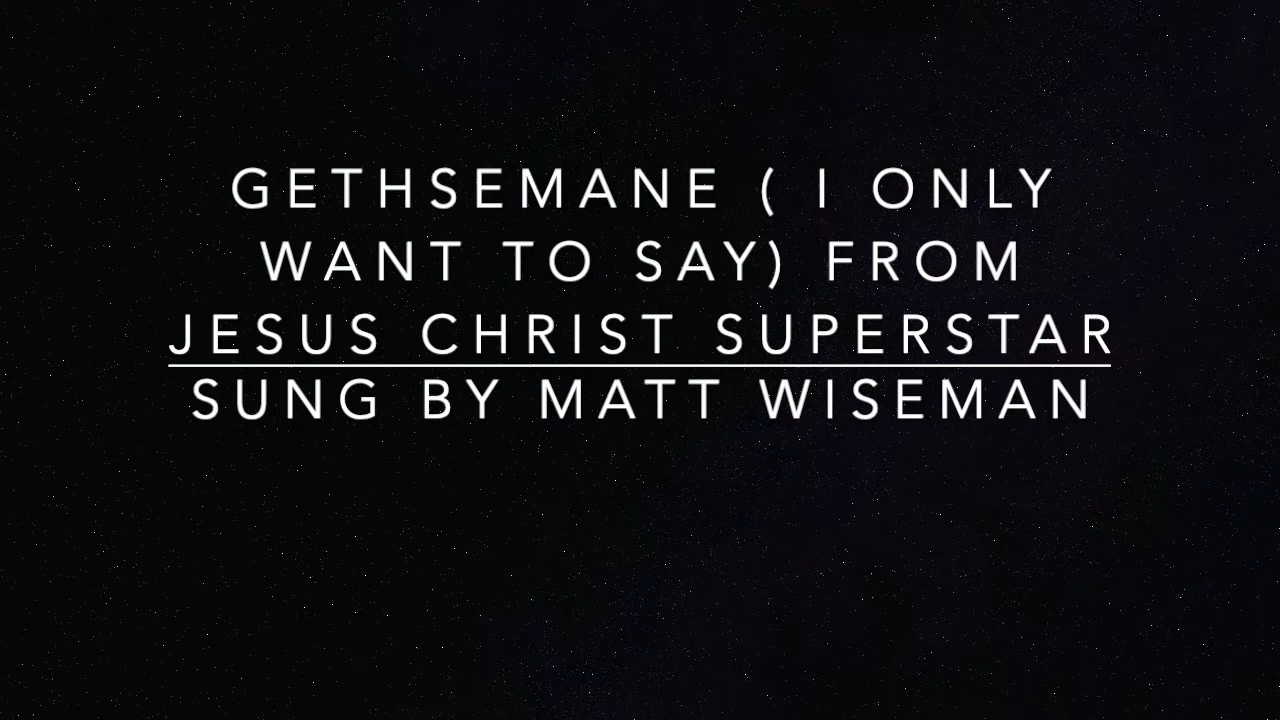 GETHSEMANE ( I ONLY
WANT TO SAY) FROM
JESUS CHRIST SUPERSTAR
SUNG BY MATT WISEMAN